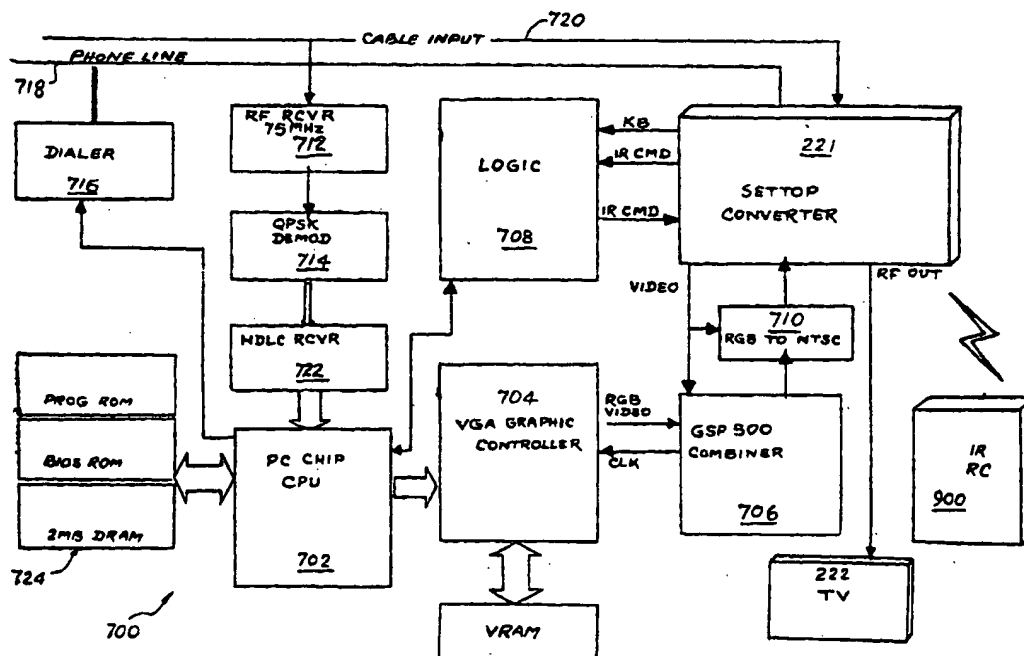 720
CABLE INPUT
PHONE LINE
718
DIALER
716
RF RCVR
75 MHz
712
QPSK
DEMOD
714
HDLC RCVR
722
LOGIC
708
KB
IR CMD
IR CMD
221
SETTOP
CONVERTER
VIDEO
RF OUT
710
RGB TO NTSC
PROG ROM
BIOS ROM
2MB DRAM
724
PC CHIP
CPU
702
704
VGA GRAPHIC
CONTROLLER
RGB
VIDEO
CLK
GSP 500
COMBINER
706
IR
RC
900
222
TV
700
VRAM